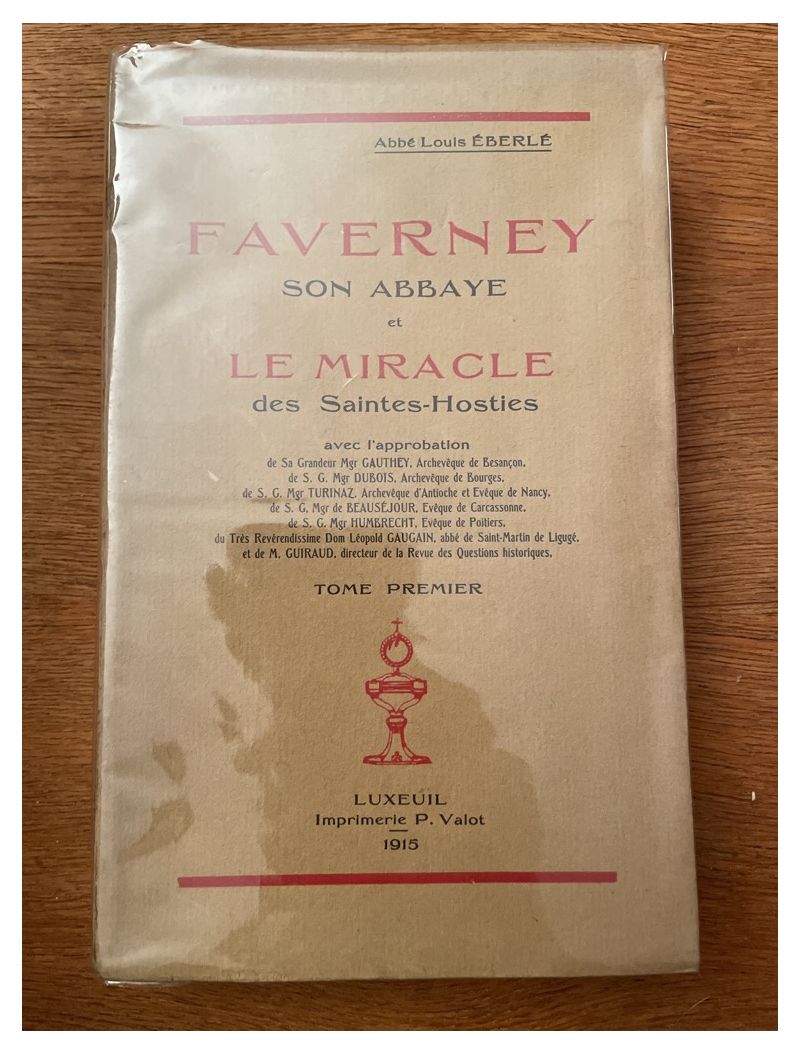 Abbé Louis ÉBERLÉ
FAVERNEY
SON ABBAYE
et
LE MIRACLE
des Saintes-Hosties
avec l'approbation
de Sa Grandeur Mgr GAUTHEY, Archevêque de Besançon,
de S. G. Mgr DUBOIS, Archevêque de Bourges,
de S. G. Mgr TURINAZ, Archevêque d'Antioche et Evêque de Nancy,
de S. G. Mgr de BEAUSÉJOUR, Evêque de Carcassonne,
de S. G. Mgr HUMBRECHT, Evêque de Poitiers,
du Très Revérendissime Dom Léopold GAUGAIN, abbé de Saint-Martin de Ligugé,
et de M. GUIRAUD, directeur de la Revue des Questions historiques,
TOME PREMIER
LUXEUIL
Imprimerie P. Valot
1915